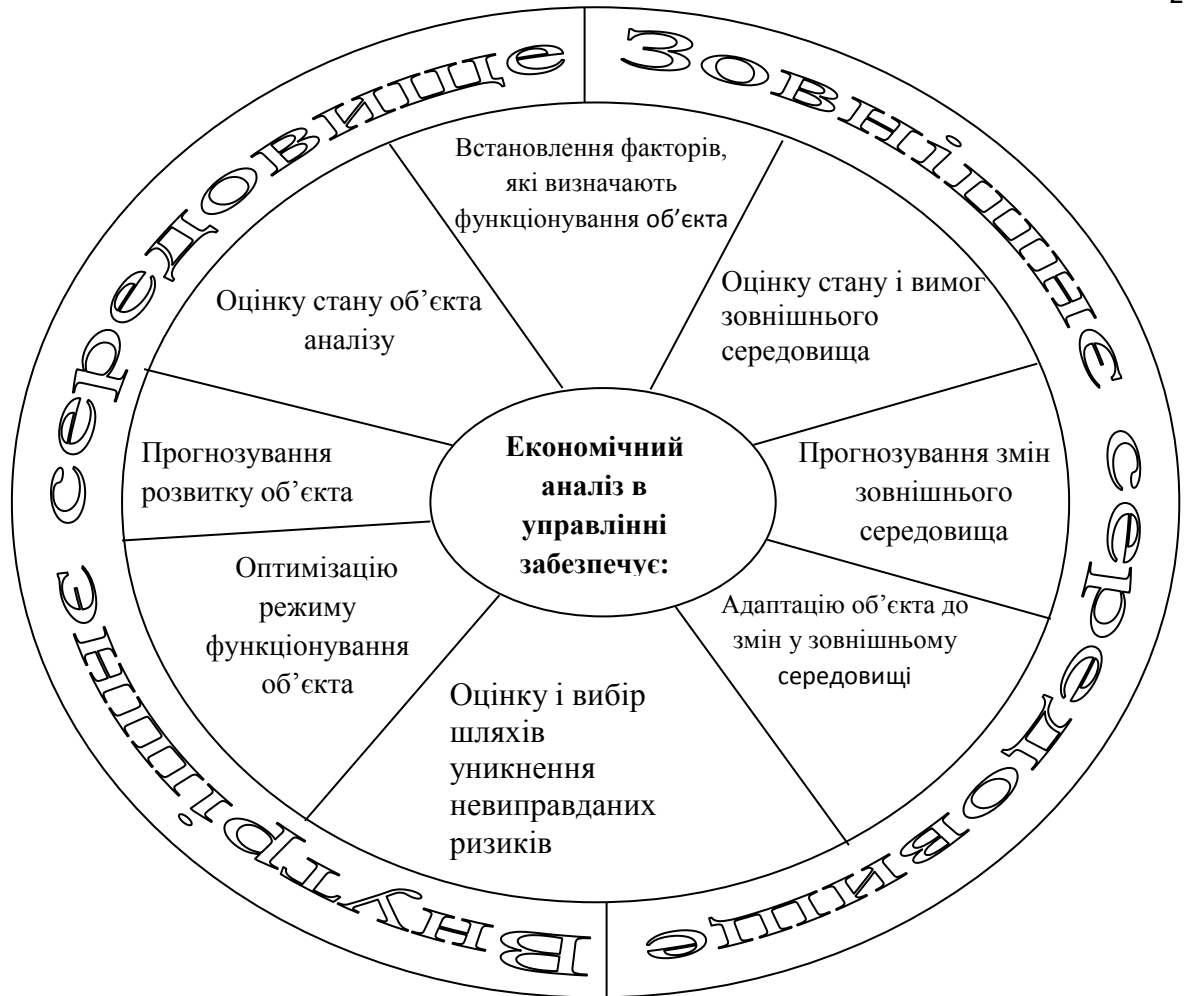 Зовнішнє середовище
Внутрішнє середовище
Встановлення факторів,
які визначають
функціонування об’єкта
Оцінку стану і вимог
зовнішнього
середовища
Прогнозування змін
зовнішнього
середовища
Адаптацію об’єкта до
змін у зовнішньому
середовищі
Оцінку і вибір
шляхів
уникнення
невиправданих
ризиків
Оптимізацію
режиму
функціонування
об’єкта
Прогнозування
розвитку об’єкта
Оцінку стану об’єкта
аналізу
Економічний
аналіз в
управлінні
забезпечує: